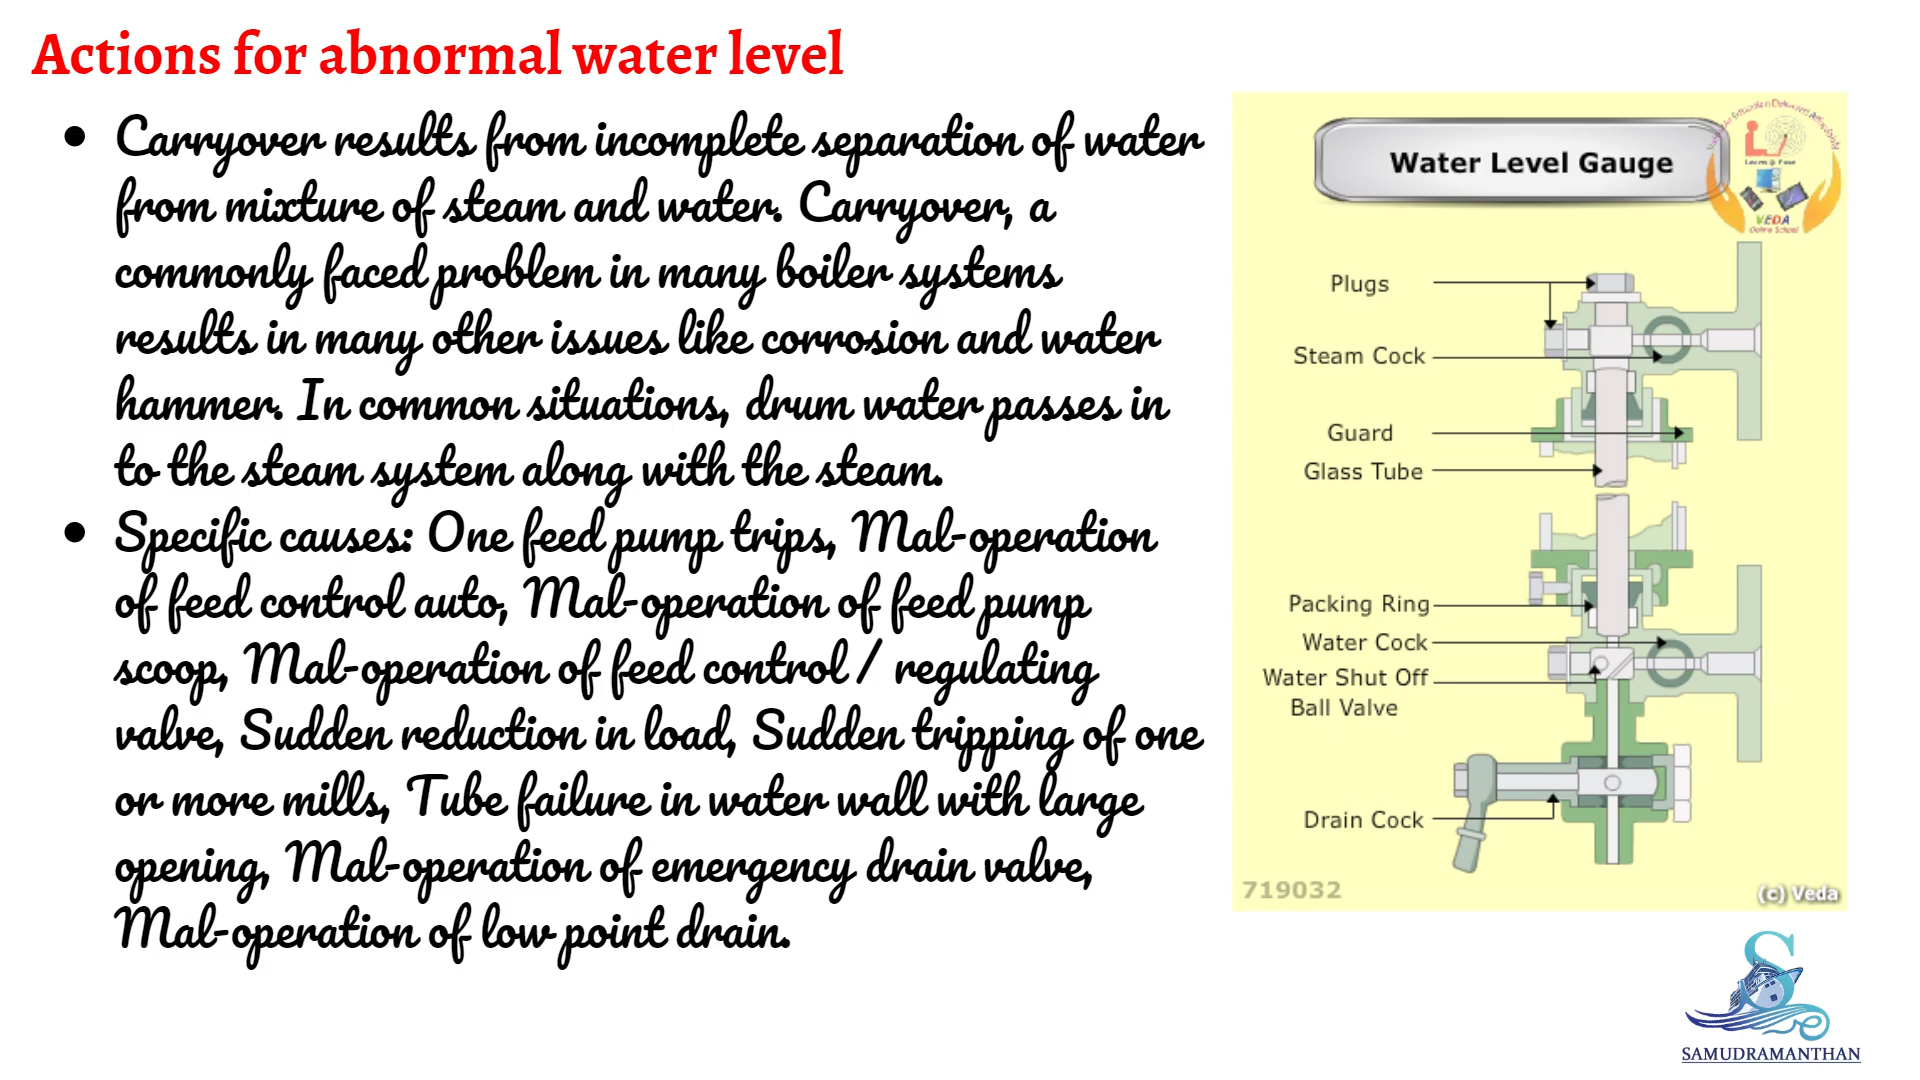 Actions for abnormal water level
• Carryover results from incomplete separation of water
from mixture of steam and water. Carryover, a
commonly faced problem in many boiler systems
results in many other issues like corrosion and water
hammer. In common situations, drum water passes in
to the steam system along with the steam.
• Specific causes: One feed pump trips, Mal-operation
of feed control auto, Mal-operation of feed pump
scoop, Mal-operation of feed control / regulating
valve, Sudden reduction in load, Sudden tripping of one
or more mills, Tube failure in water wall with large
opening, Mal-operation of emergency drain valve,
Mal-operation of low point drain.
Water Level Gauge
Learn @ Ease
VEDA
Online School
Plugs
Steam Cock
Guard
Glass Tube
Packing Ring
Water Cock
Water Shut Off
Ball Valve
Drain Cock
719032
(c) Veda
SAMUDRAMANTHAN